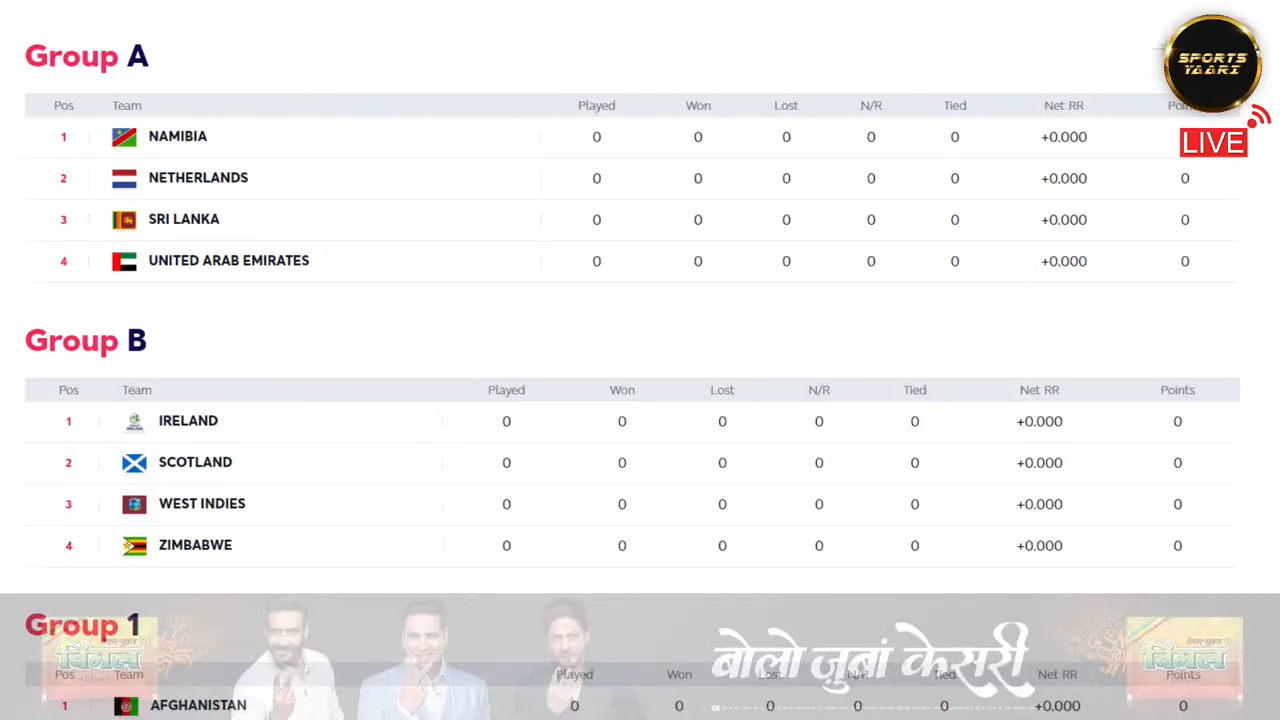 Group A
SPORTS
YAARI
Pos Team Played Won Lost N/R Tied Net RR
LIVE
1 NAMIBIA 0 0 0 0 0 +0.000
2 NETHERLANDS 0 0 0 0 0 +0.000 0
3 SRI LANKA 0 0 0 0 0 +0.000 0
4 UNITED ARAB EMIRATES 0 0 0 0 0 +0.000 0
Group B
Pos Team Played Won Lost N/R Tied Net RR Points
1 IRELAND 0 0 0 0 0 +0.000 0
2 SCOTLAND 0 0 0 0 0 +0.000 0
3 WEST INDIES 0 0 0 0 0 +0.000 0
4 ZIMBABWE 0 0 0 0 0 +0.000 0
Group 1
विमल बोलो ज़ुबां केसरी विमल
Pos Team Played Won Lost N/R Tied Net RR Points
1 AFGHANISTAN 0 0 0 0 0 +0.000 0